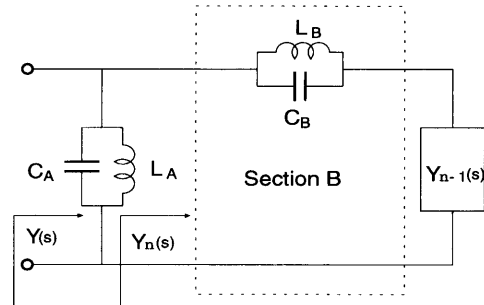 L_B
C_B
C_A
L_A
Section B
Y_{n-1}(s)
Y(s)
Y_n(s)